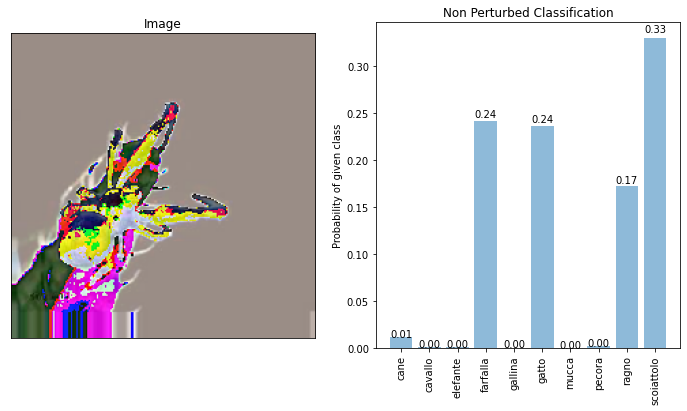 Image
Non Perturbed Classification
Probability of given class
0.30
0.25
0.20
0.15
0.10
0.05
0.00
0.01
0.00
0.00
0.24
0.00
0.24
0.00
0.00
0.17
0.33
cane
cavallo
elefante
farfalla
gallina
gatto
mucca
pecora
ragno
scoiattolo